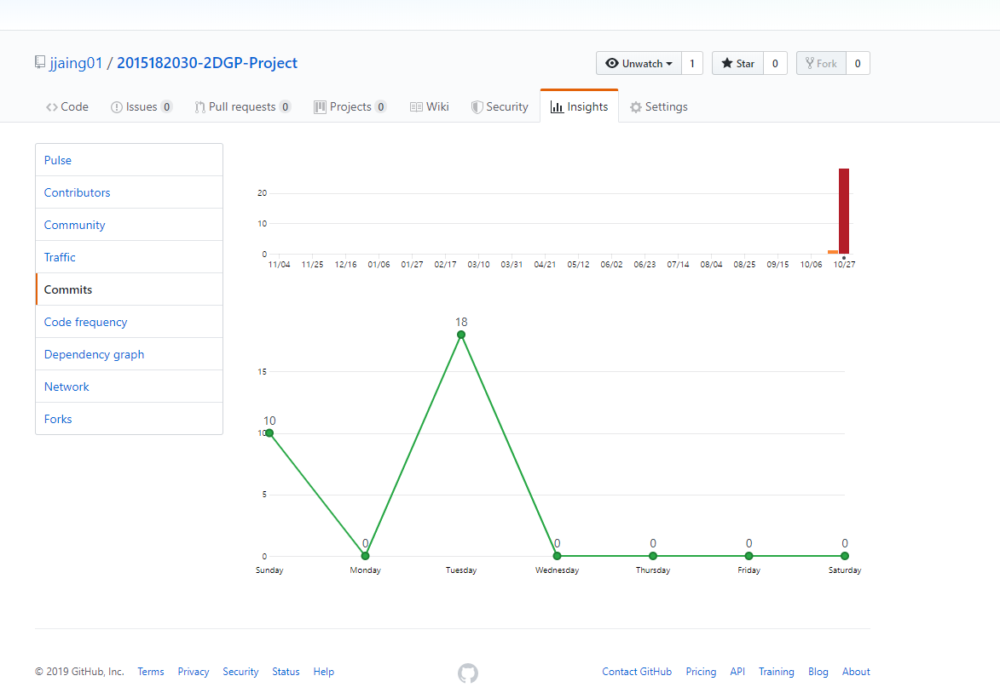 jjaing01 / 2015182030-2DGP-Project
Unwatch 1 Star 0 Fork 0
Code Issues 0 Pull requests 0 Projects 0 Wiki Security Insights Settings
Pulse
Contributors
Community
Traffic
Commits
Code frequency
Dependency graph
Network
Forks
20
10
0
11/04 11/25 12/16 01/06 01/27 02/17 03/10 03/31 04/21 05/12 06/02 06/23 07/14 08/04 08/25 09/15 10/06 10/27
18
15
10
10
5
0 0 0 0 0
0
Sunday Monday Tuesday Wednesday Thursday Friday Saturday
© 2019 GitHub, Inc. Terms Privacy Security Status Help
Contact GitHub Pricing API Training Blog About